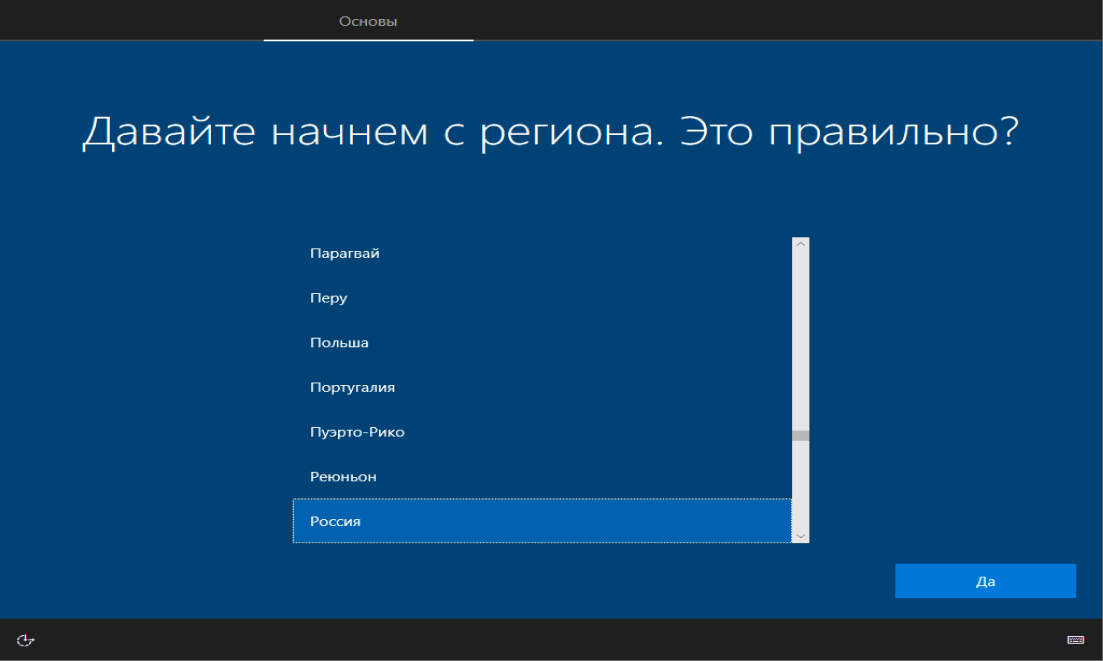 Основы
Давайте начнем с региона. Это правильно?
Парагвай
Перу
Польша
Португалия
Пуэрто-Рико
Реюньон
Россия
Да